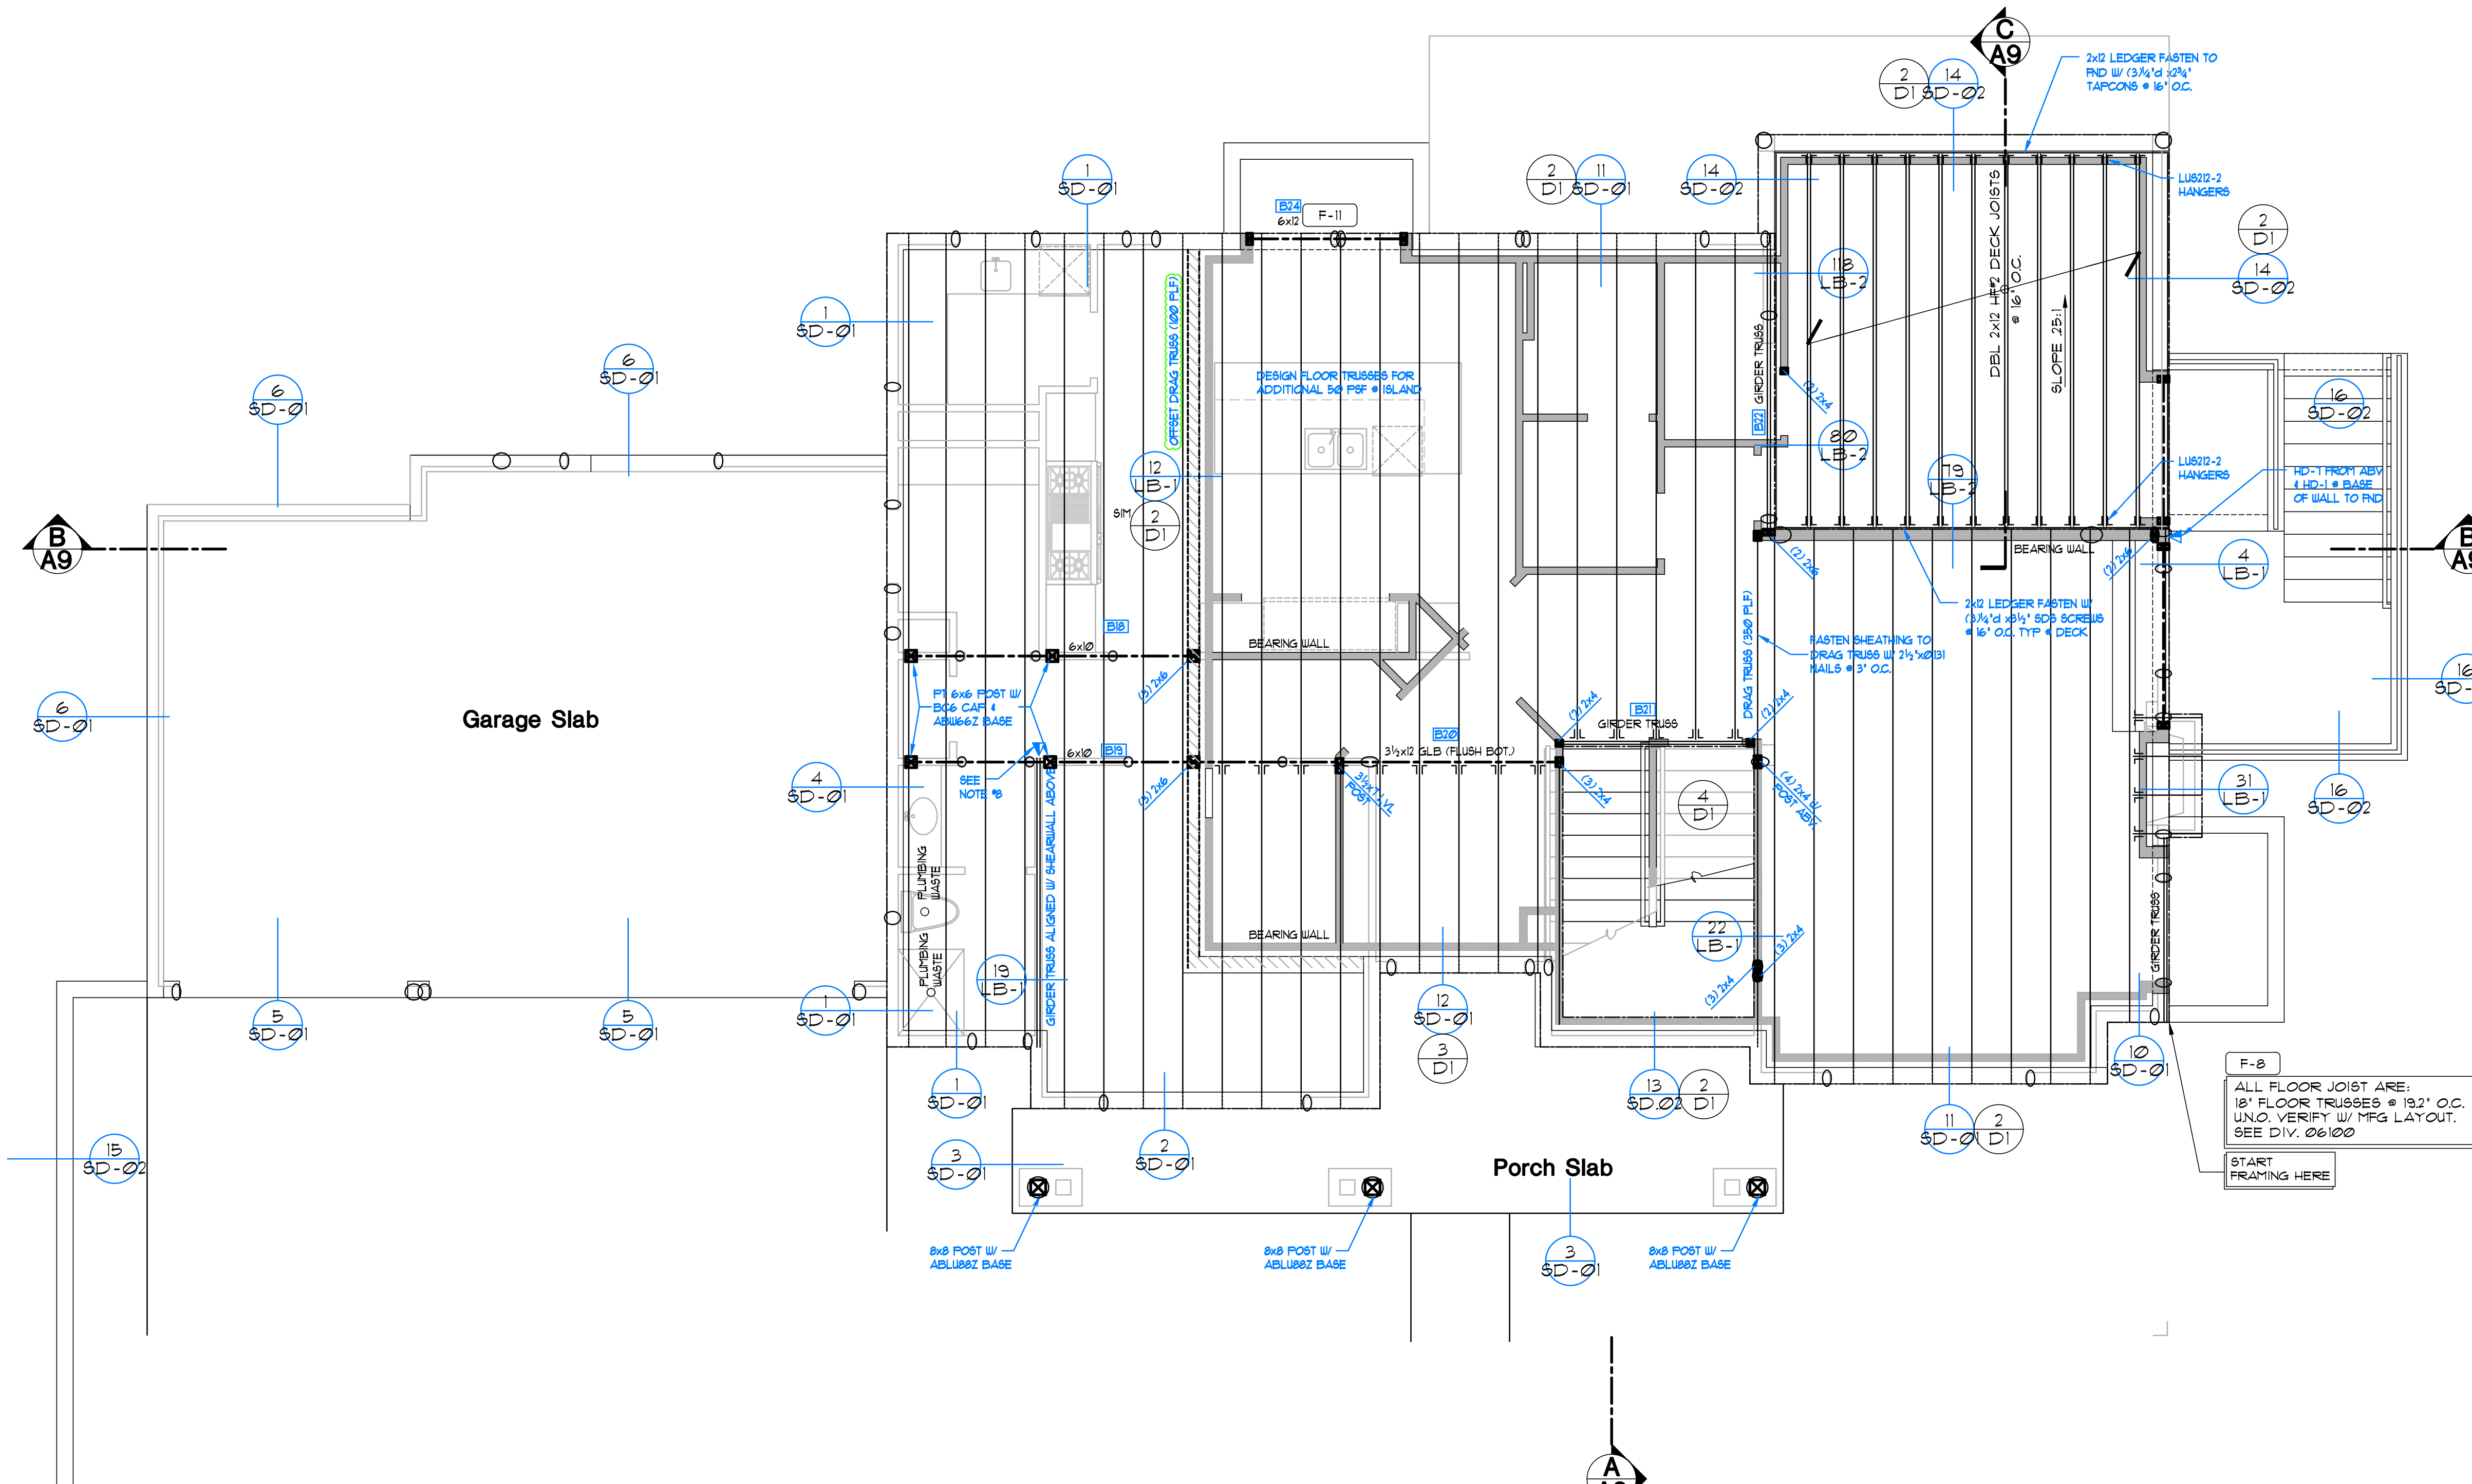 C
A9
2x12 LEDGER FASTEN TO
FND W/ (3)¼"d x2¾"
TAPCONS @ 16" O.C.
2
D1
14
SD-02
1
SD-01
2
D1
11
SD-01
14
SD-02
LUS212-2
HANGERS
B24
6x12
F-11
2
D1
14
SD-02
118
LB-2
DBL 2x12 HF#2 DECK JOISTS
@ 16" O.C.
SLOPE .25:1
1
SD-01
OFFSET DRAG TRUSS (100 PLF)
GIRDER TRUSS
6
SD-01
6
SD-01
DESIGN FLOOR TRUSSES FOR
ADDITIONAL 50 PSF @ ISLAND
(2) 2x4
16
SD-02
B22
80
LB-2
12
LB-1
79
LB-2
LUS212-2
HANGERS
HD-7 FROM ABV
& HD-1 @ BASE
OF WALL TO FND
SIM
2
D1
B
A9
BEARING WALL
(2) 2x6
(2) 2x6
4
LB-1
B
2x12 LEDGER FASTEN W/
(3)¼"d x3½" SDS SCREWS
@ 16" O.C. TYP @ DECK
B18
6x10
BEARING WALL
FASTEN SHEATHING TO
DRAG TRUSS W/ 2½"x0.131
NAILS @ 3" O.C.
DRAG TRUSS (350 PLF)
16
6
SD-01
Garage Slab
PT 6x6 POST W/
BC6 CAP &
ABW66Z BASE
(3) 2x6
(2) 2x4
B21
GIRDER TRUSS
(2) 2x4
B20
3½x12 GLB (FLUSH BOT.)
6x10
B19
SEE
NOTE #8
4
SD-01
(3) 2x6
3½x7 LVL
POST
(3) 2x4
4
D1
(4) 2x4 W/
POST ABV.
31
LB-1
16
SD-02
PLUMBING
WASTE
GIRDER TRUSS ALIGNED W/ SHEARWALL ABOVE
BEARING WALL
22
LB-1
(3) 2x4
(3) 2x4
PLUMBING
WASTE
GIRDER TRUSS
19
LB-1
1
SD-01
5
SD-01
5
SD-01
12
SD-01
3
D1
10
SD-01
1
SD-01
13
SD.02
2
D1
F-8
ALL FLOOR JOIST ARE:
18" FLOOR TRUSSES @ 19.2" O.C.
U.N.O. VERIFY W/ MFG LAYOUT.
SEE DIV. 06100
11
SD-01
2
D1
15
SD-02
3
SD-01
2
SD-01
Porch Slab
START
FRAMING HERE
8x8 POST W/
ABLU88Z BASE
8x8 POST W/
ABLU88Z BASE
3
SD-01
8x8 POST W/
ABLU88Z BASE
A